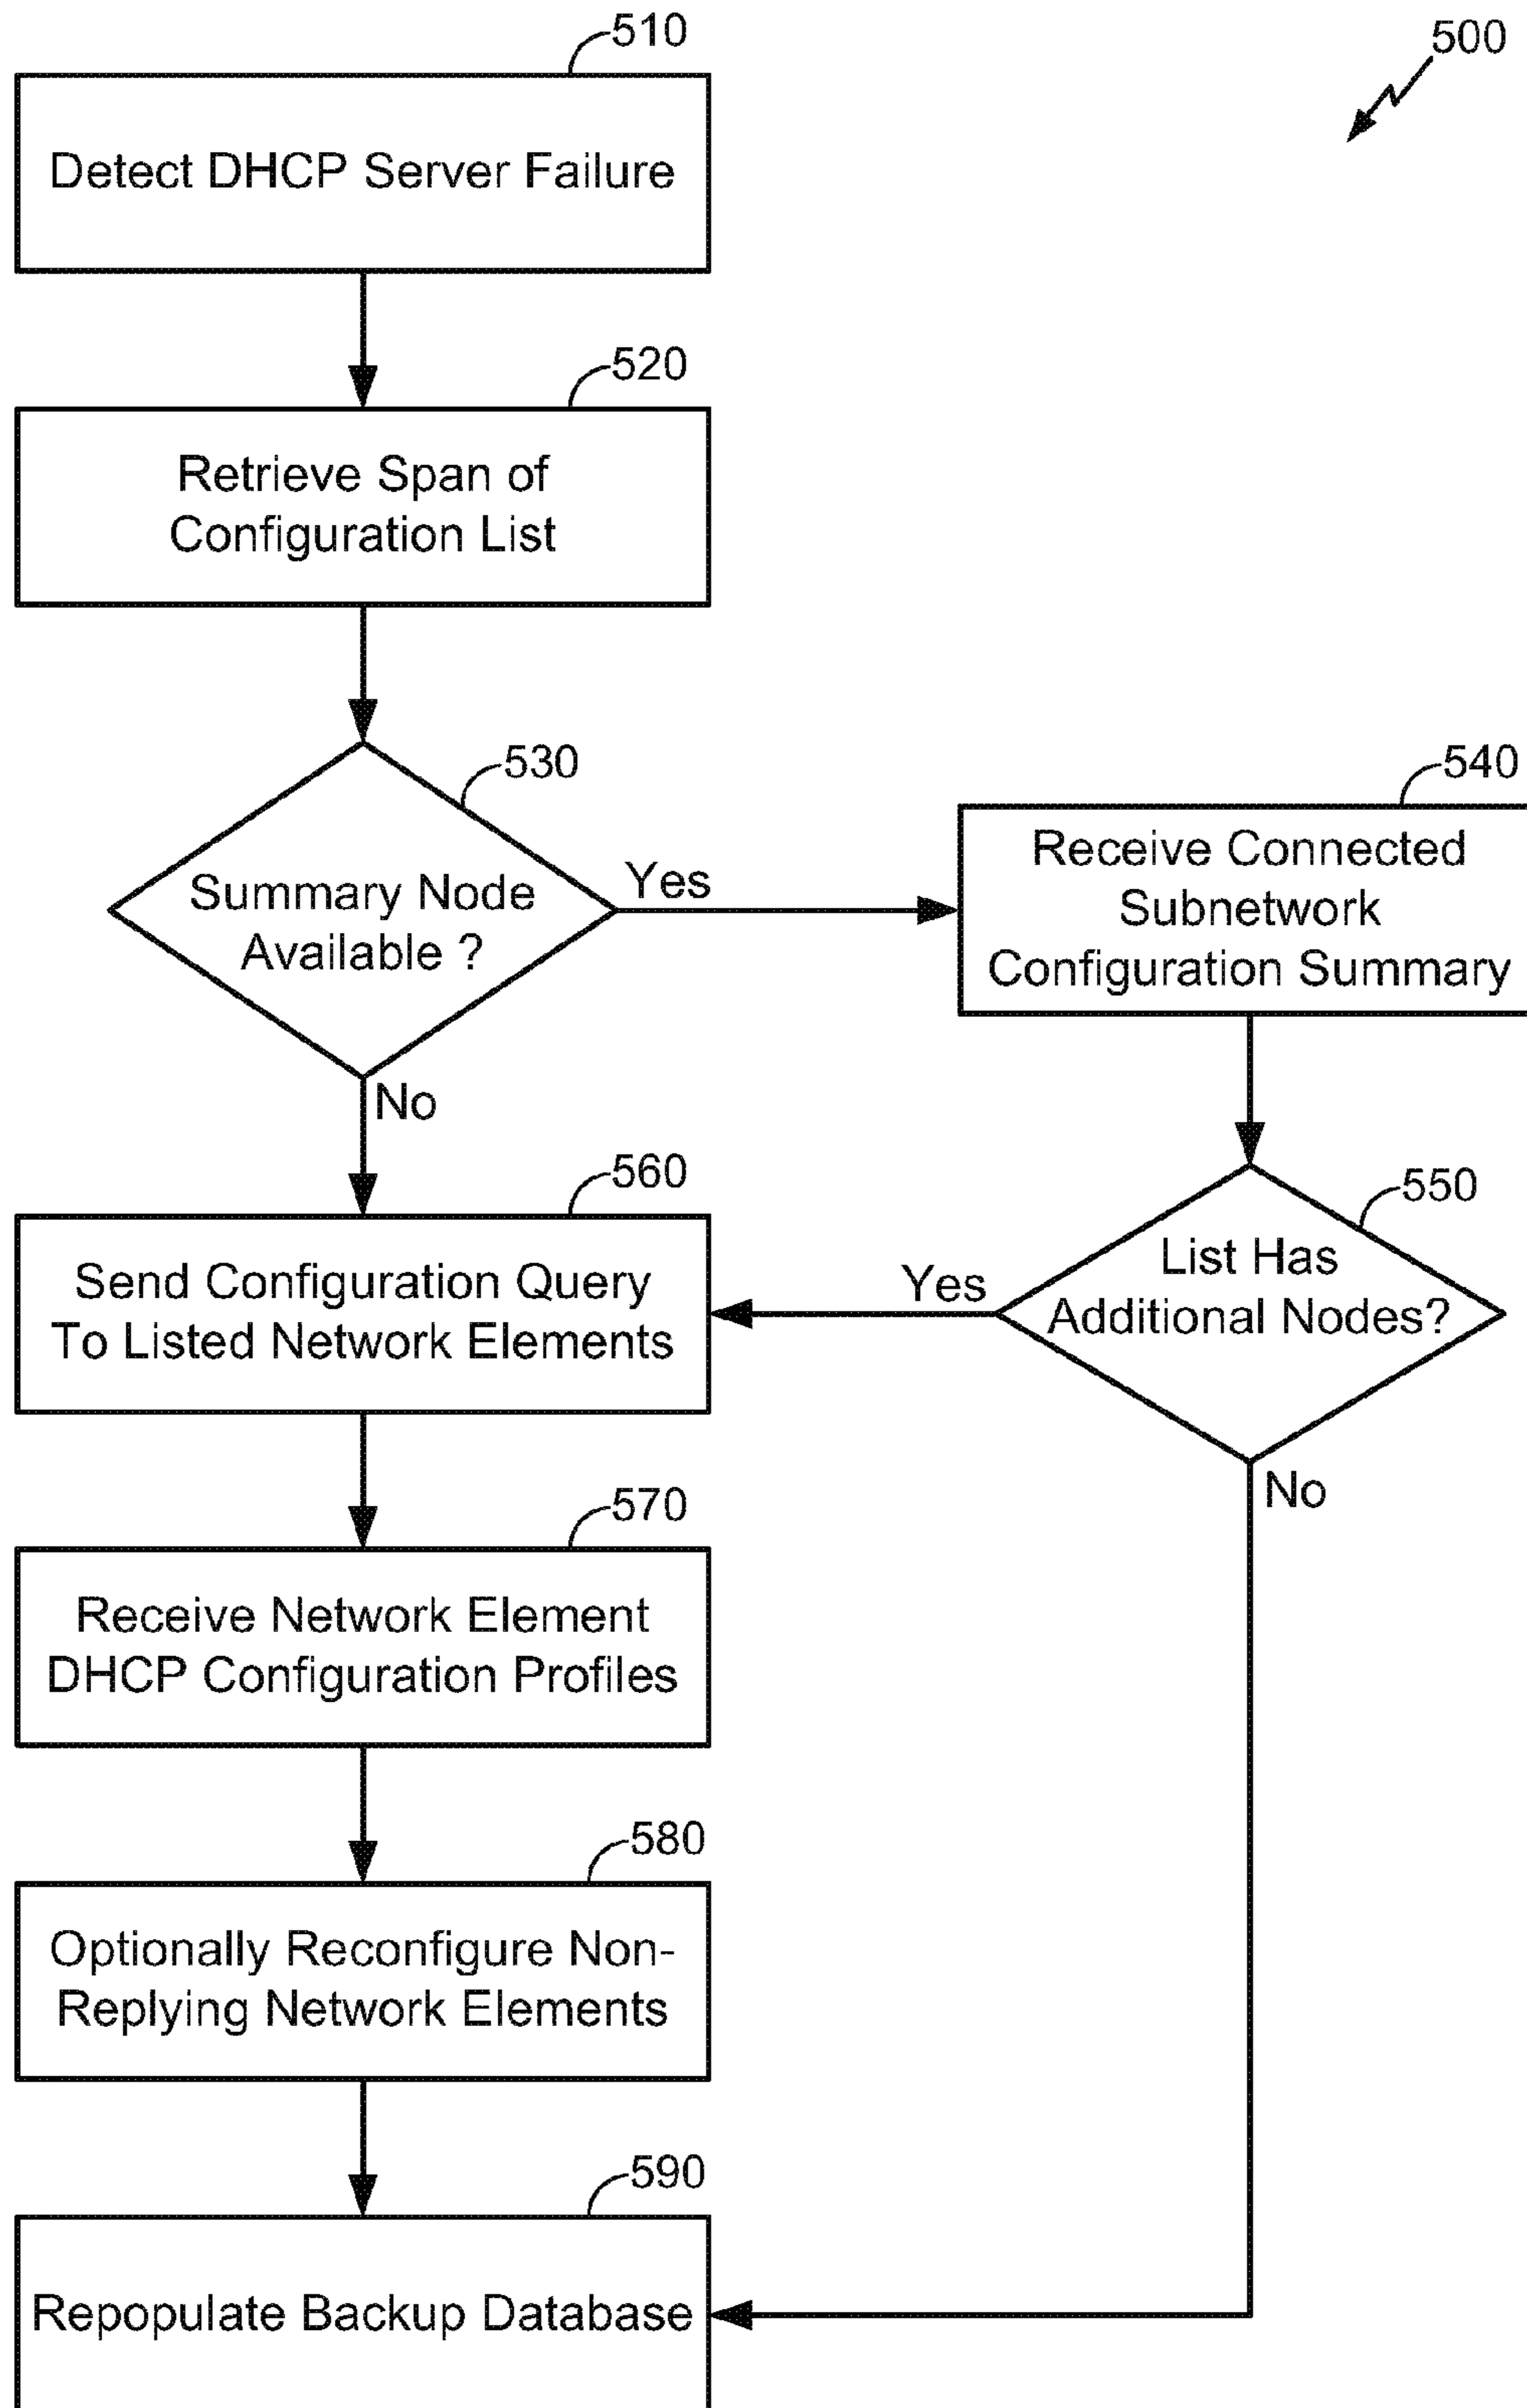 510
500
Detect DHCP Server Failure
520
Retrieve Span of
Configuration List
530
Summary Node
Available ?
Yes
No
540
Receive Connected
Subnetwork
Configuration Summary
550
List Has
Additional Nodes?
Yes
No
560
Send Configuration Query
To Listed Network Elements
570
Receive Network Element
DHCP Configuration Profiles
580
Optionally Reconfigure Non-
Replying Network Elements
590
Repopulate Backup Database